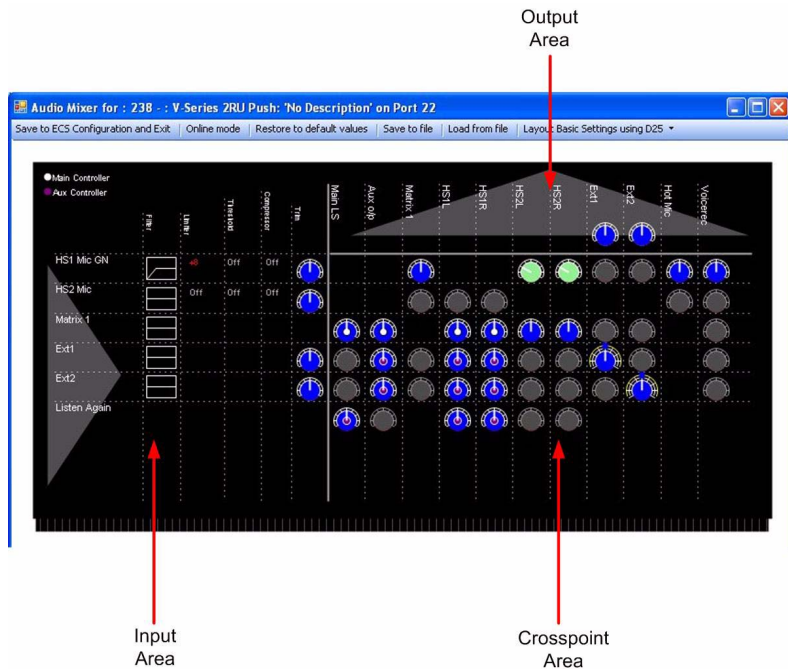 Output
Area
Audio Mixer for : 238 - : V-Series 2RU Push: 'No Description' on Port 22
Save to ECS Configuration and Exit Online mode Restore to default values Save to file Load from file Layout Basic Settings using D25
Main Controller
Aux Controller
Filter
Limiter
Threshold
Compressor
Trim
Main LS
Aux o/p
Matrix 1
HS1L
HS1R
HS2L
HS2R
Ext1
Ext2
Hot Mic
Voicerec
HS1 Mic GN +0 Off Off
HS2 Mic Off Off Off
Matrix 1
Ext1
Ext2
Listen Again
Input
Area
Crosspoint
Area